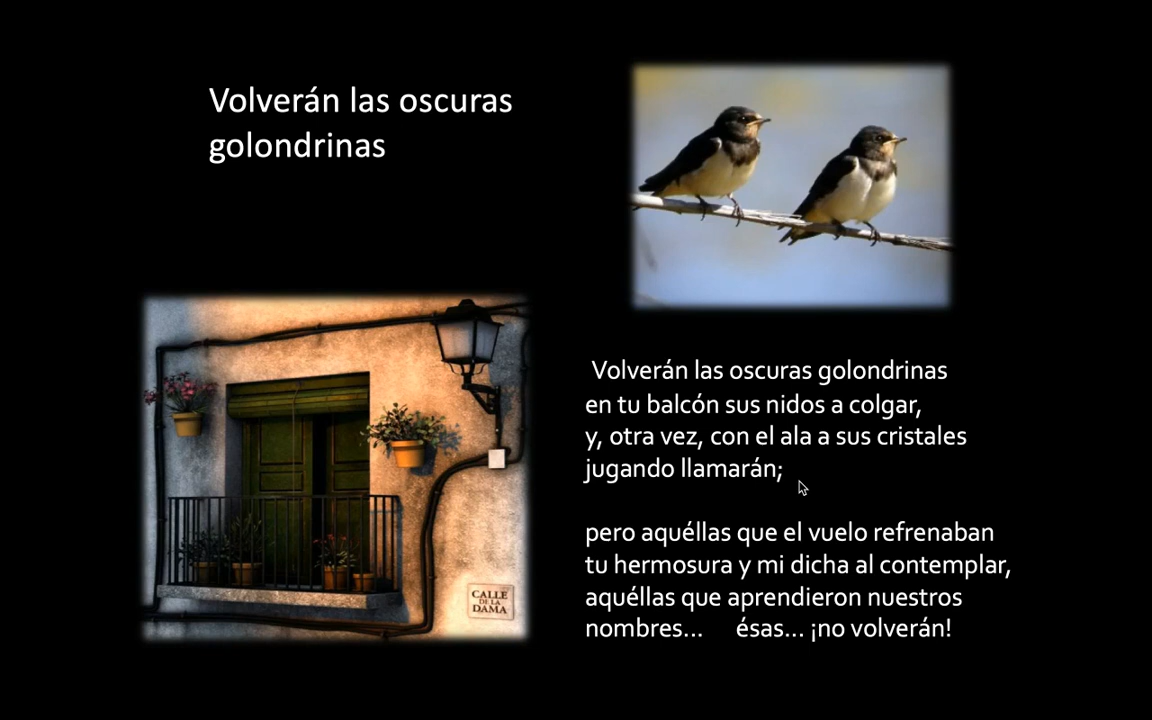 Volverán las oscuras
golondrinas
Volverán las oscuras golondrinas
en tu balcón sus nidos a colgar,
y, otra vez, con el ala a sus cristales
jugando llamarán;
pero aquéllas que el vuelo refrenaban
tu hermosura y mi dicha al contemplar,
aquéllas que aprendieron nuestros
nombres... ésas... ¡no volverán!
CALLE
DE LA
DAMA